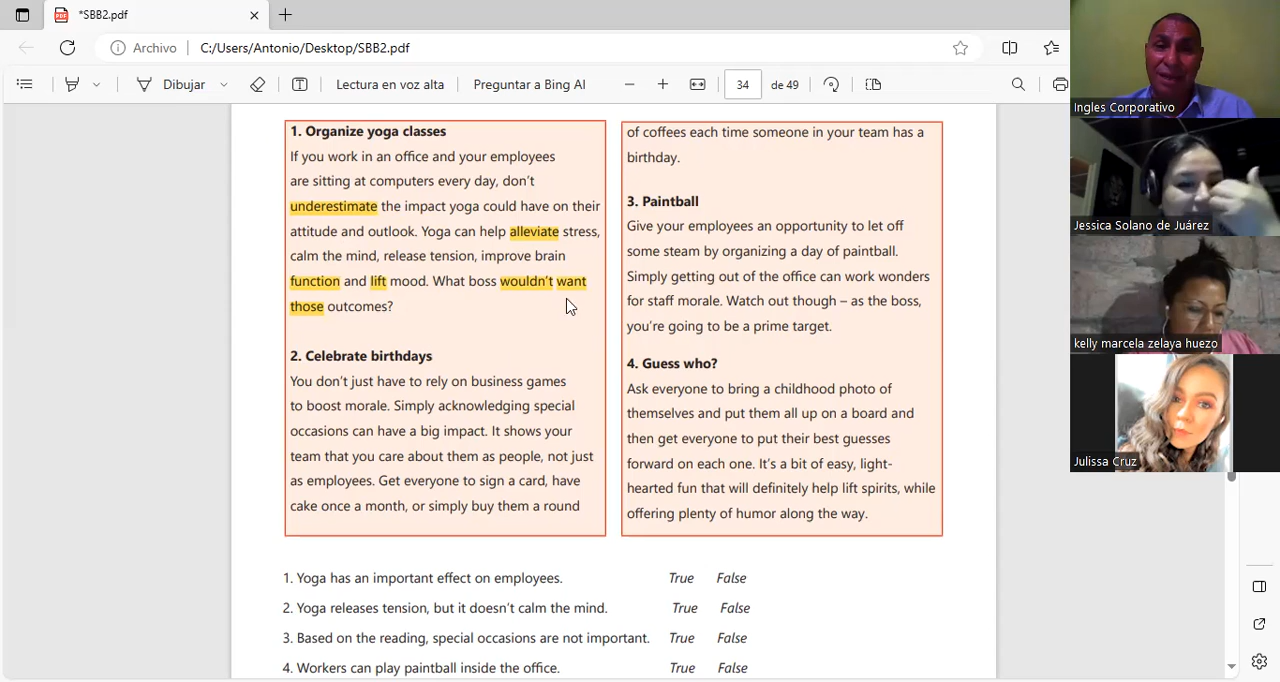 *SBB2.pdf
Archivo
C:/Users/Antonio/Desktop/SBB2.pdf
Dibujar
Lectura en voz alta
Preguntar a Bing AI
34
de 49
1. Organize yoga classes
If you work in an office and your employees
are sitting at computers every day, don't
underestimate the impact yoga could have on their
attitude and outlook. Yoga can help alleviate stress,
calm the mind, release tension, improve brain
function and lift mood. What boss wouldn't want
those outcomes?
2. Celebrate birthdays
You don't just have to rely on business games
to boost morale. Simply acknowledging special
occasions can have a big impact. It shows your
team that you care about them as people, not just
as employees. Get everyone to sign a card, have
cake once a month, or simply buy them a round
of coffees each time someone in your team has a
birthday.
3. Paintball
Give your employees an opportunity to let off
some steam by organizing a day of paintball.
Simply getting out of the office can work wonders
for staff morale. Watch out though – as the boss,
you're going to be a prime target.
4. Guess who?
Ask everyone to bring a childhood photo of
themselves and put them all up on a board and
then get everyone to put their best guesses
forward on each one. It's a bit of easy, light-
hearted fun that will definitely help lift spirits, while
offering plenty of humor along the way.
1. Yoga has an important effect on employees. True False
2. Yoga releases tension, but it doesn't calm the mind. True False
3. Based on the reading, special occasions are not important. True False
4. Workers can play paintball inside the office. True False
Ingles Corporativo
Jessica Solano de Juárez
kelly marcela zelaya huezo
Julissa Cruz